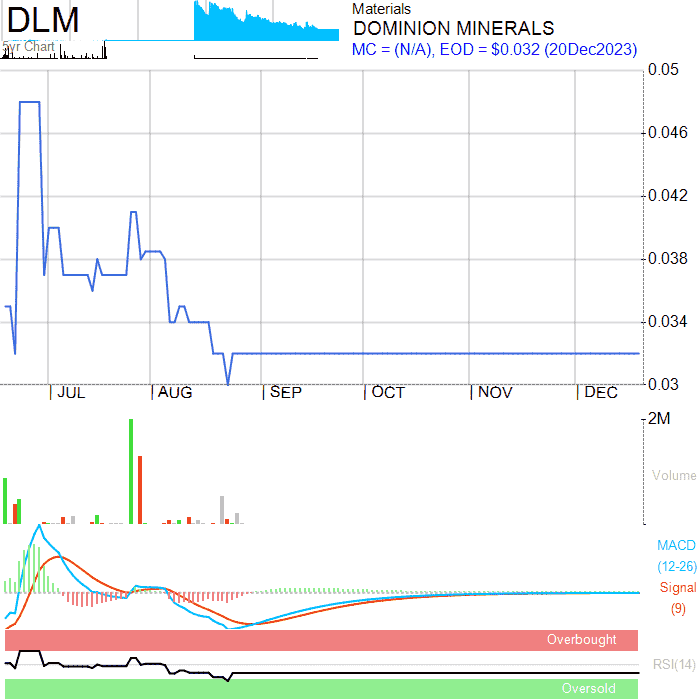 DLM
5yr Chart
Materials
DOMINION MINERALS
MC = (N/A), EOD = $0.032 (20Dec2023)
0.05
0.046
0.042
0.038
0.034
0.03
JUL AUG SEP OCT NOV DEC
2M
Volume
MACD
(12-26)
Signal
(9)
Overbought
RSI(14)
Oversold